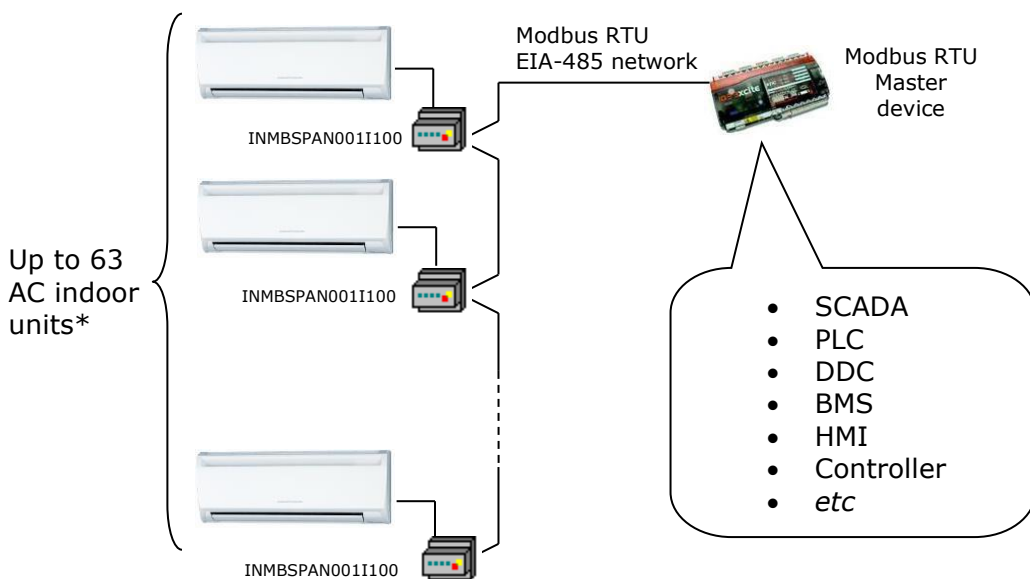 Modbus RTU
EIA-485 network
Modbus RTU
Master
device
INMBSPAN001I100
INMBSPAN001I100
Up to 63
AC indoor
units*
INMBSPAN001I100
• SCADA
• PLC
• DDC
• BMS
• HMI
• Controller
• etc